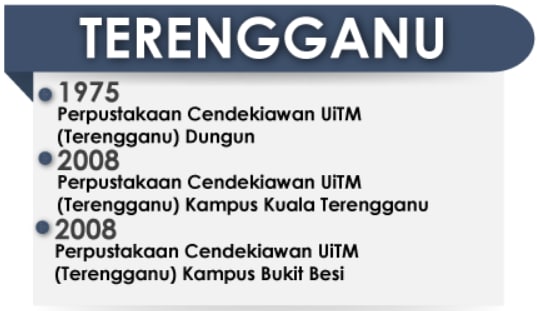 TERENGGANU
1975
Perpustakaan Cendekiawan UiTM
(Terengganu) Dungun
2008
Perpustakaan Cendekiawan UiTM
(Terengganu) Kampus Kuala Terengganu
2008
Perpustakaan Cendekiawan UiTM
(Terengganu) Kampus Bukit Besi